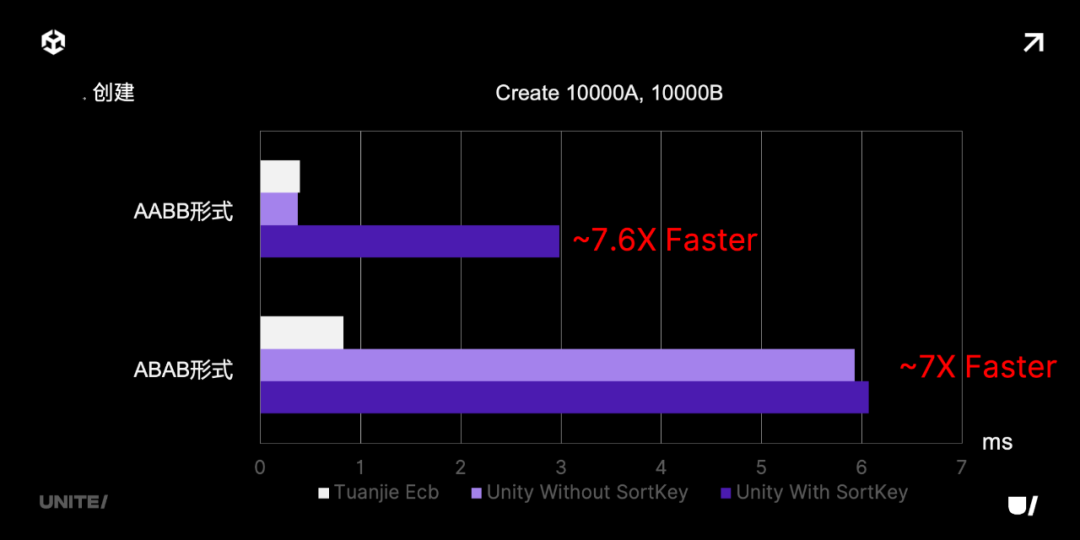 . 创建
Create 10000A, 10000B
AABB形式
~7.6X Faster
ABAB形式
~7X Faster
ms
0 1 2 3 4 5 6 7
Tuanjie Ecb Unity Without SortKey Unity With SortKey
UNITE/
U/